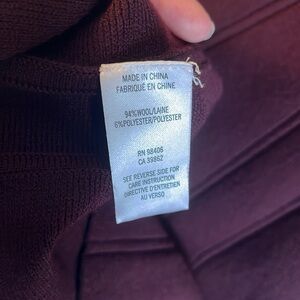 MADE IN CHINA
FABRIQUÉ EN CHINE
94%WOOL/LAINE
6%POLYESTER/POLYESTER
RN 98406
CA 39862
SEE REVERSE SIDE FOR
CARE INSTRUCTION
DIRECTIVE D'ENTRETIEN
AU VERSO